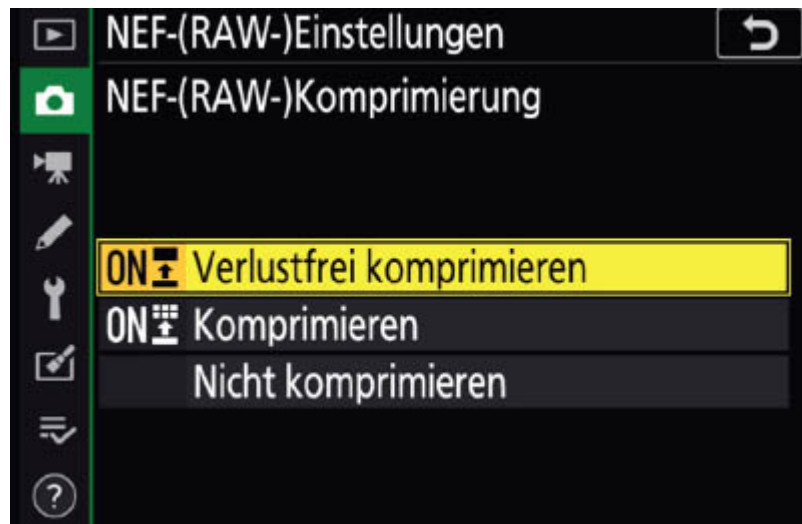 NEF-(RAW-)Einstellungen
NEF-(RAW-)Komprimierung
ON Verlustfrei komprimieren
ON Komprimieren
Nicht komprimieren
?